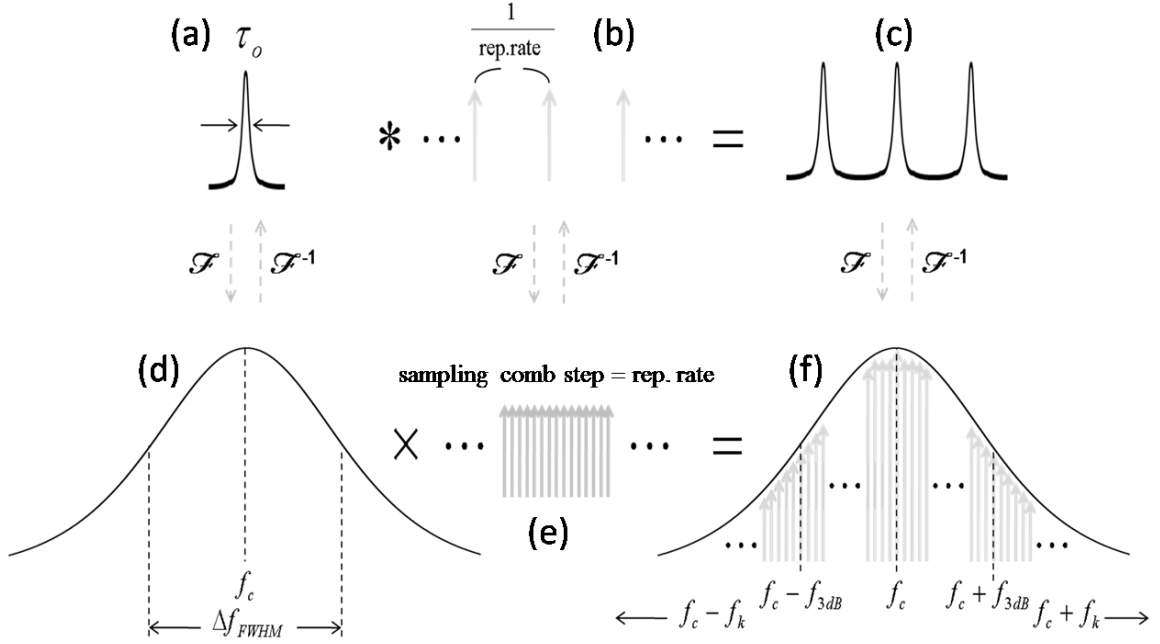 (a) (b) (c)
τₒ
1
rep.rate
* ... ... =
ℱ ℱ⁻¹ ℱ ℱ⁻¹ ℱ ℱ⁻¹
(d) (f)
sampling comb step = rep. rate
× ... ... = ... ...
(e)
... ...
f_c
Δf_FWHM
f_c − f_k f_c − f_3dB f_c f_c + f_3dB f_c + f_k